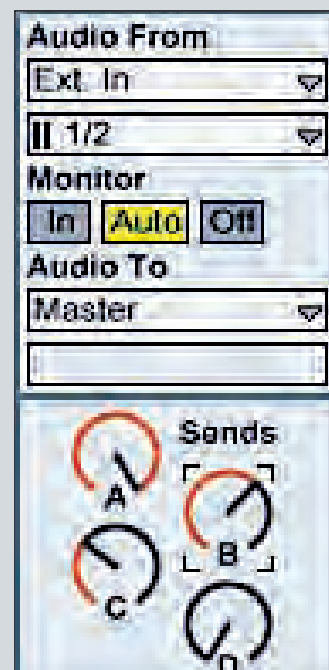 Audio From
Ext. In
1/2
Monitor
In Auto Off
Audio To
Master
Sends
A
B
C
D